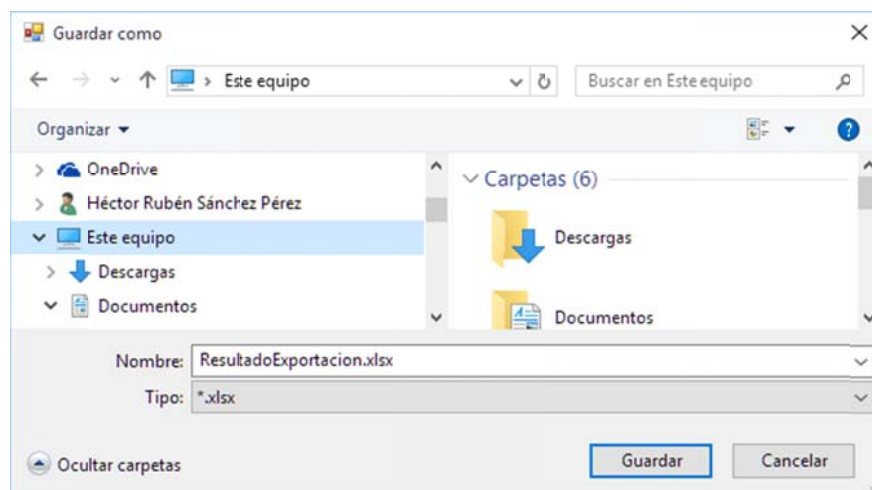 Guardar como
Este equipo
Buscar en Este equipo
Organizar
OneDrive
Héctor Rubén Sánchez Pérez
Este equipo
Descargas
Documentos
Carpetas (6)
Descargas
Documentos
Nombre: ResultadoExportacion.xlsx
Tipo: *.xlsx
Ocultar carpetas
Guardar
Cancelar